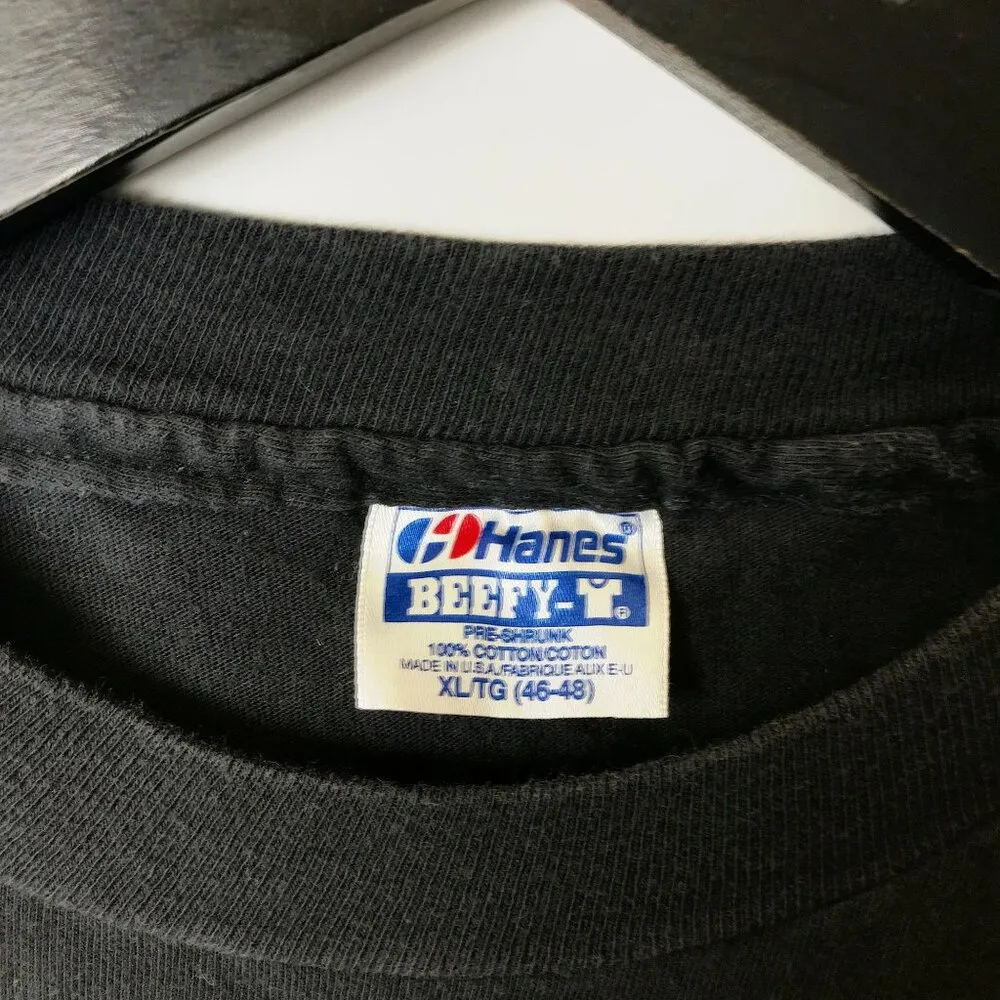 Hanes®
BEEFY-T®
PRE-SHRUNK
100% COTTON/COTON
MADE IN U.S.A./FABRIQUE AUX E-U
XL/TG (46-48)